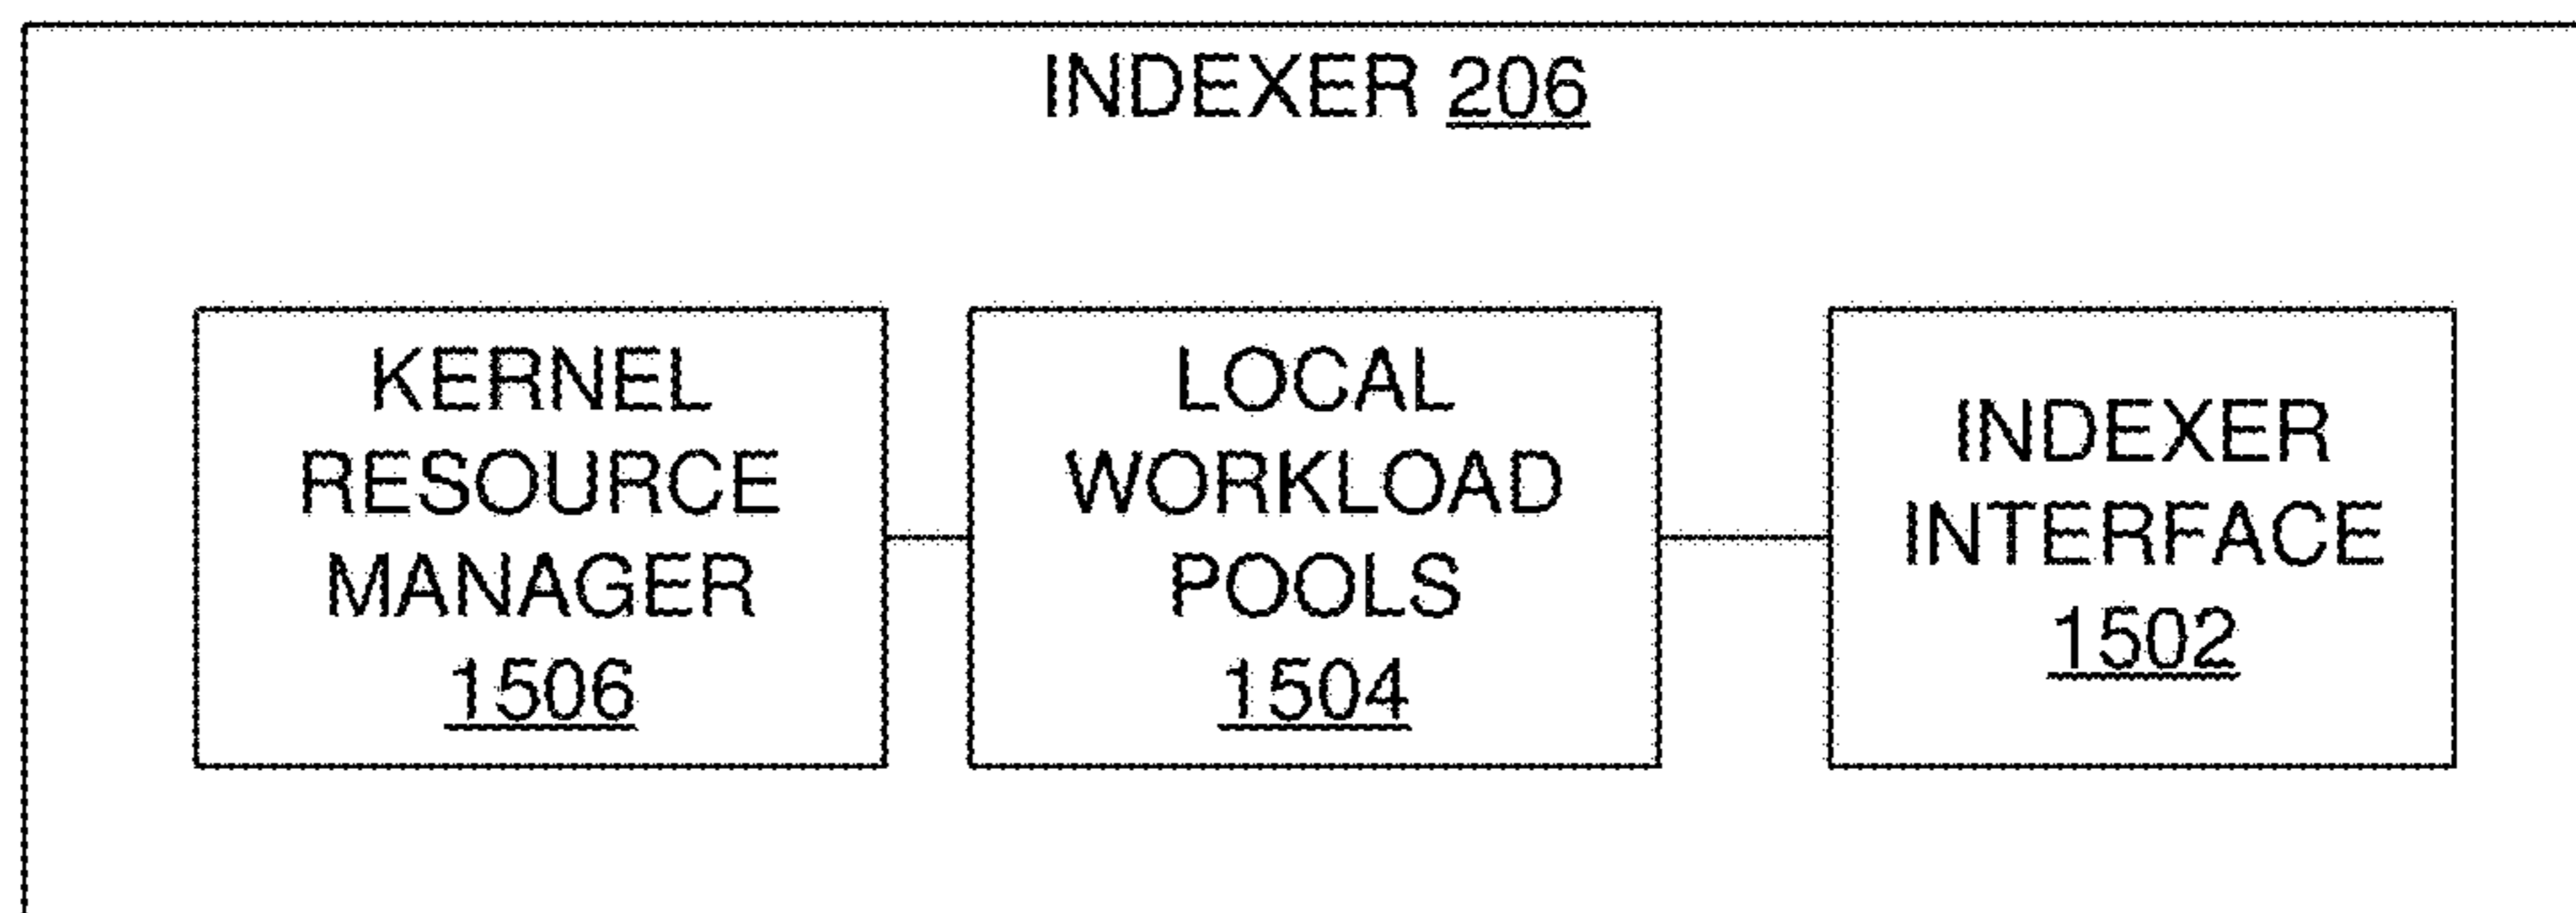 INDEXER 206
KERNEL
RESOURCE
MANAGER
1506
LOCAL
WORKLOAD
POOLS
1504
INDEXER
INTERFACE
1502